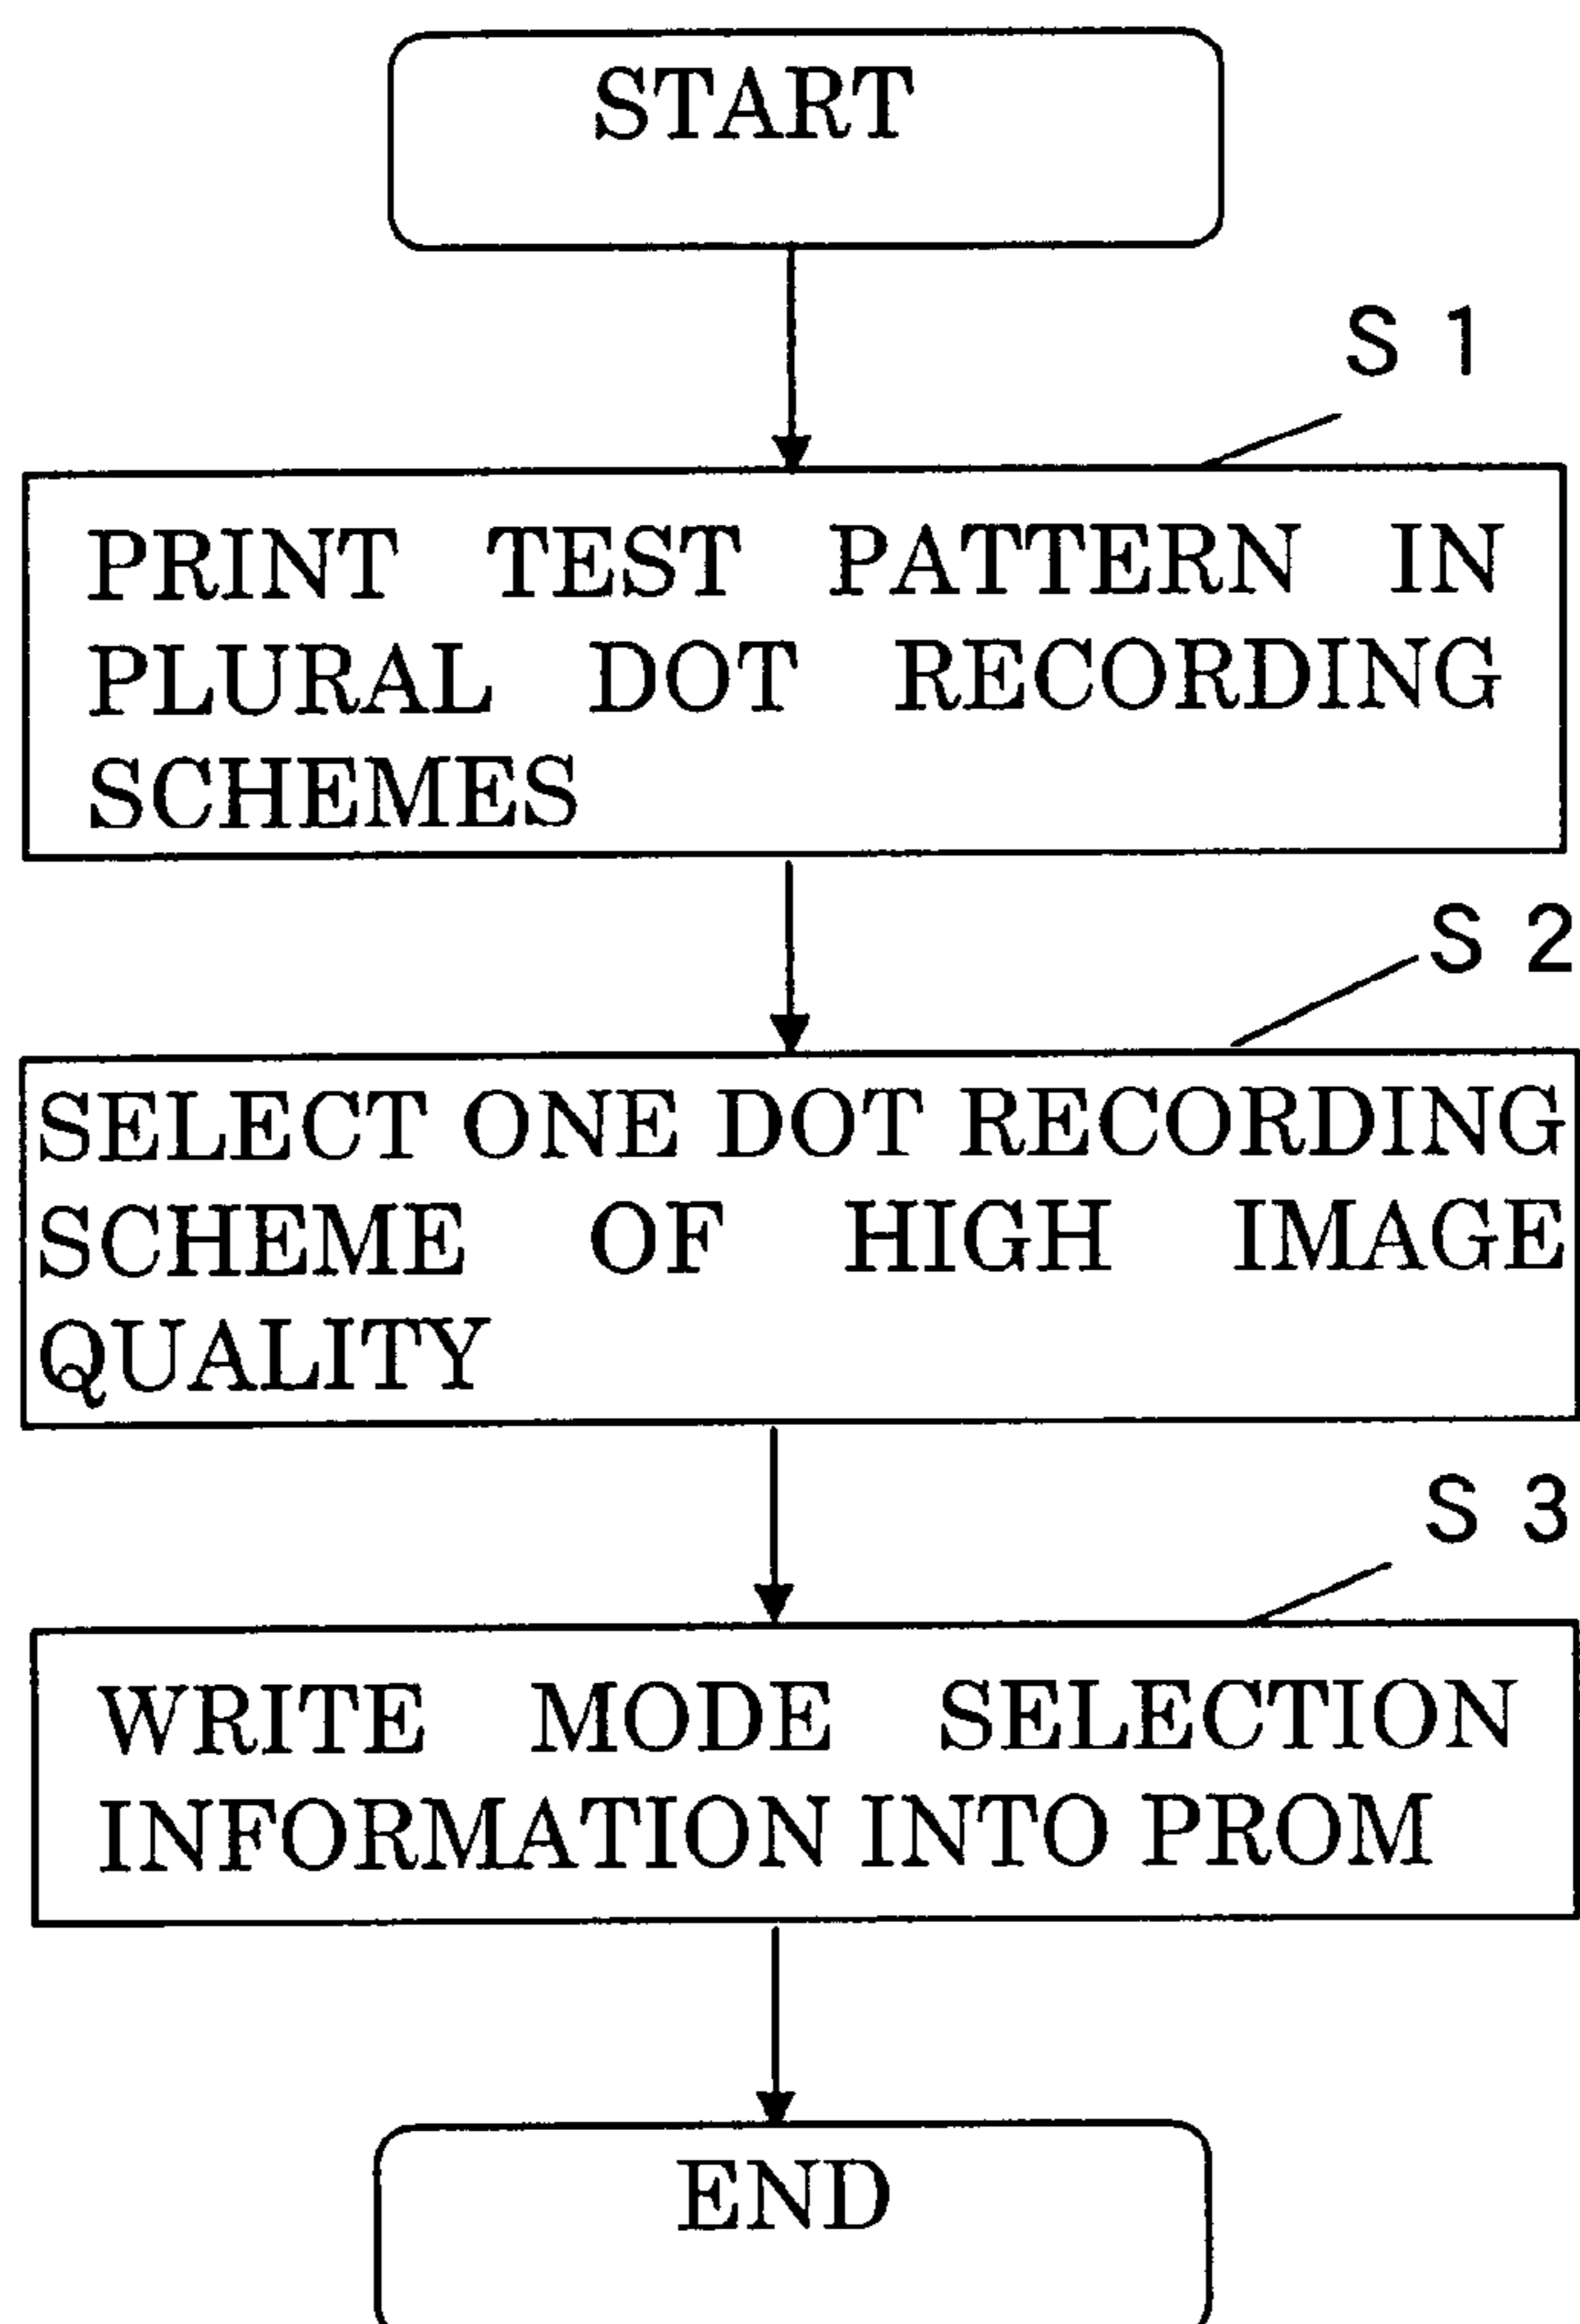 START
S 1
PRINT TEST PATTERN IN
PLURAL DOT RECORDING
SCHEMES
S 2
SELECT ONE DOT RECORDING
SCHEME OF HIGH IMAGE
QUALITY
S 3
WRITE MODE SELECTION
INFORMATION INTO PROM
END